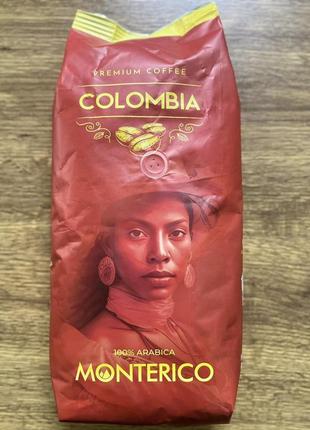 PREMIUM COFFEE
COLOMBIA
100% ARABICA
MONTERICO